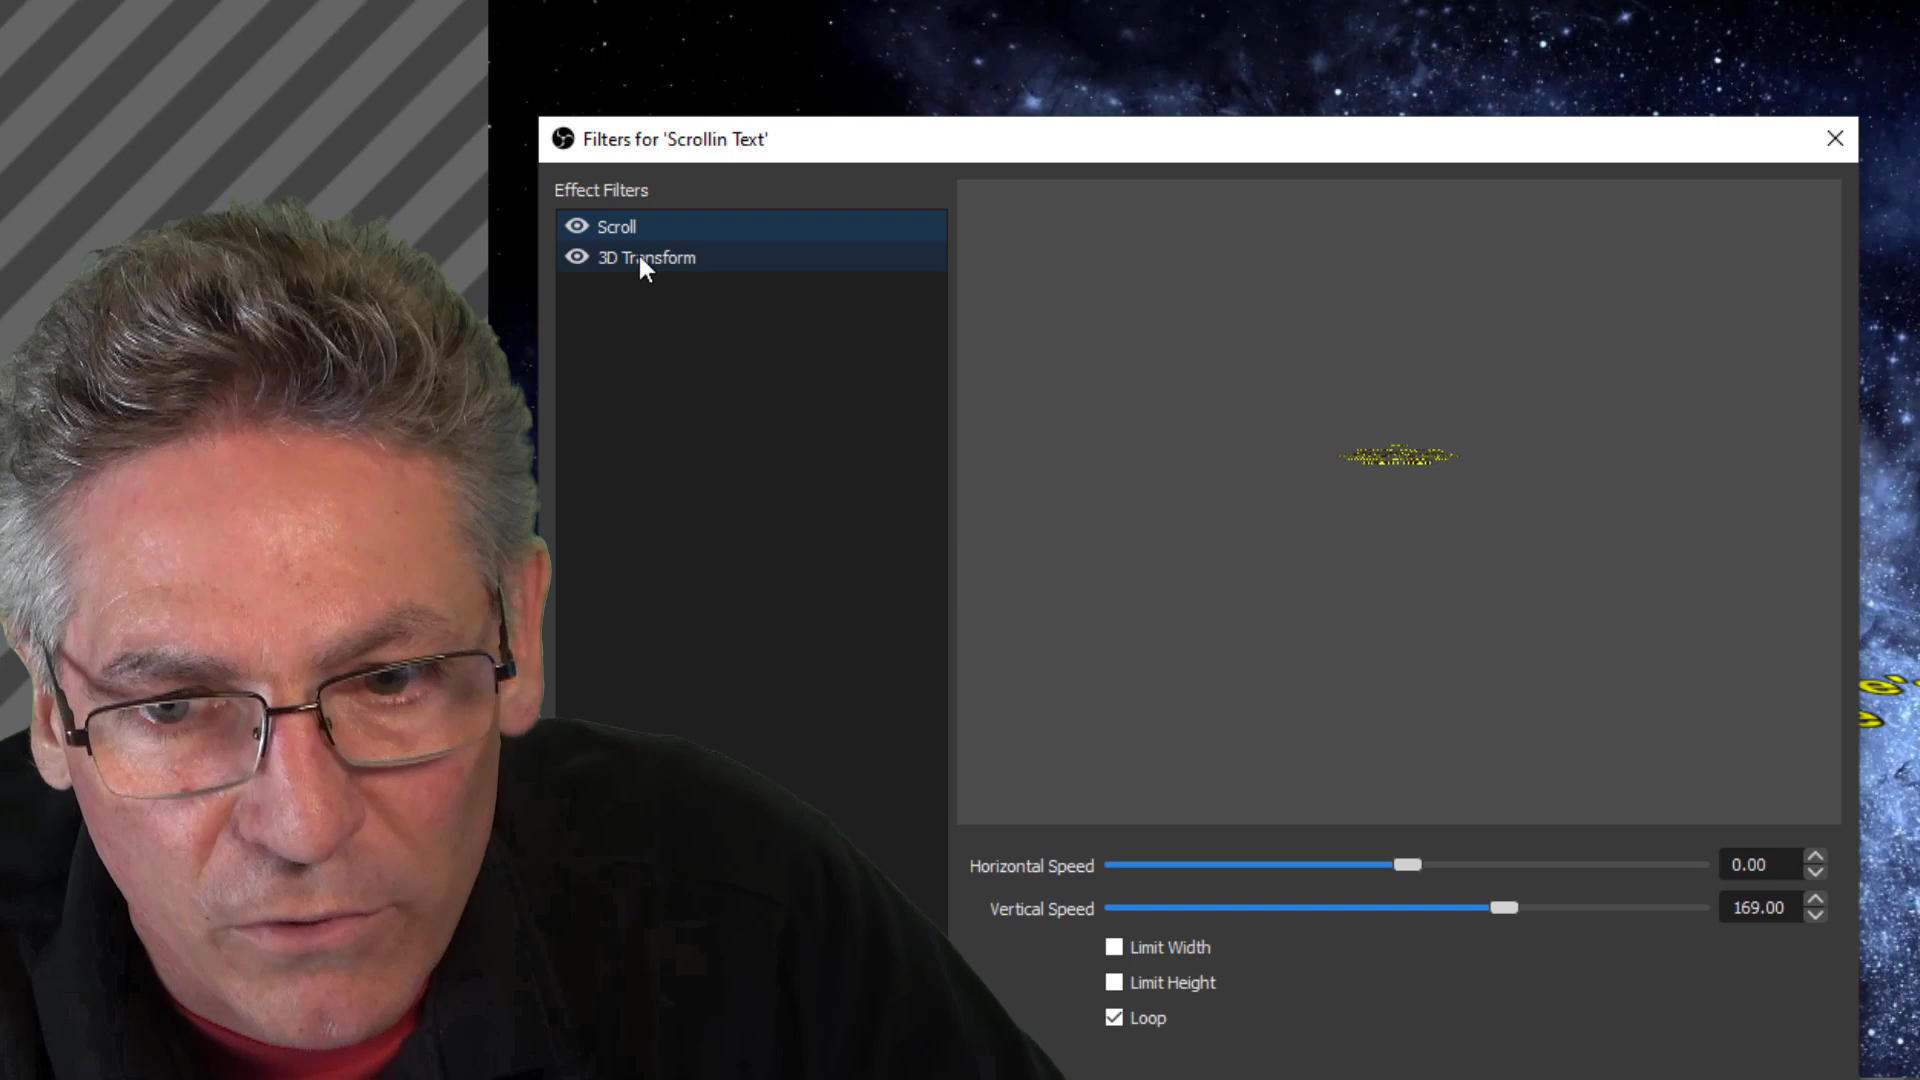 Filters for 'Scrollin Text'
Effect Filters
Scroll
3D Transform
Horizontal Speed 0.00
Vertical Speed 169.00
Limit Width
Limit Height
Loop